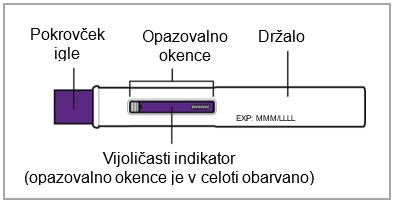 Pokrovček
igle
Opazovalno
okence
Držalo
EXP: MMM/LLLL
Vijoličasti indikator
(opazovalno okence je v celoti obarvano)